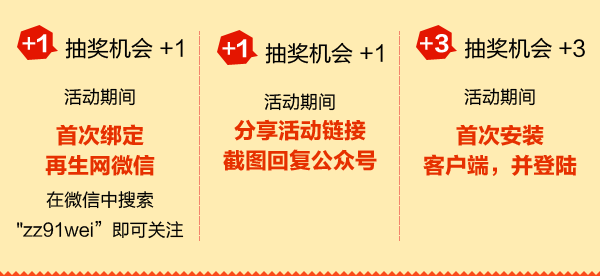 +1 抽奖机会 +1
活动期间
首次绑定
再生网微信
在微信中搜索
"zz91wei”即可关注
+1 抽奖机会 +1
活动期间
分享活动链接
截图回复公众号
+3 抽奖机会 +3
活动期间
首次安装
客户端，并登陆